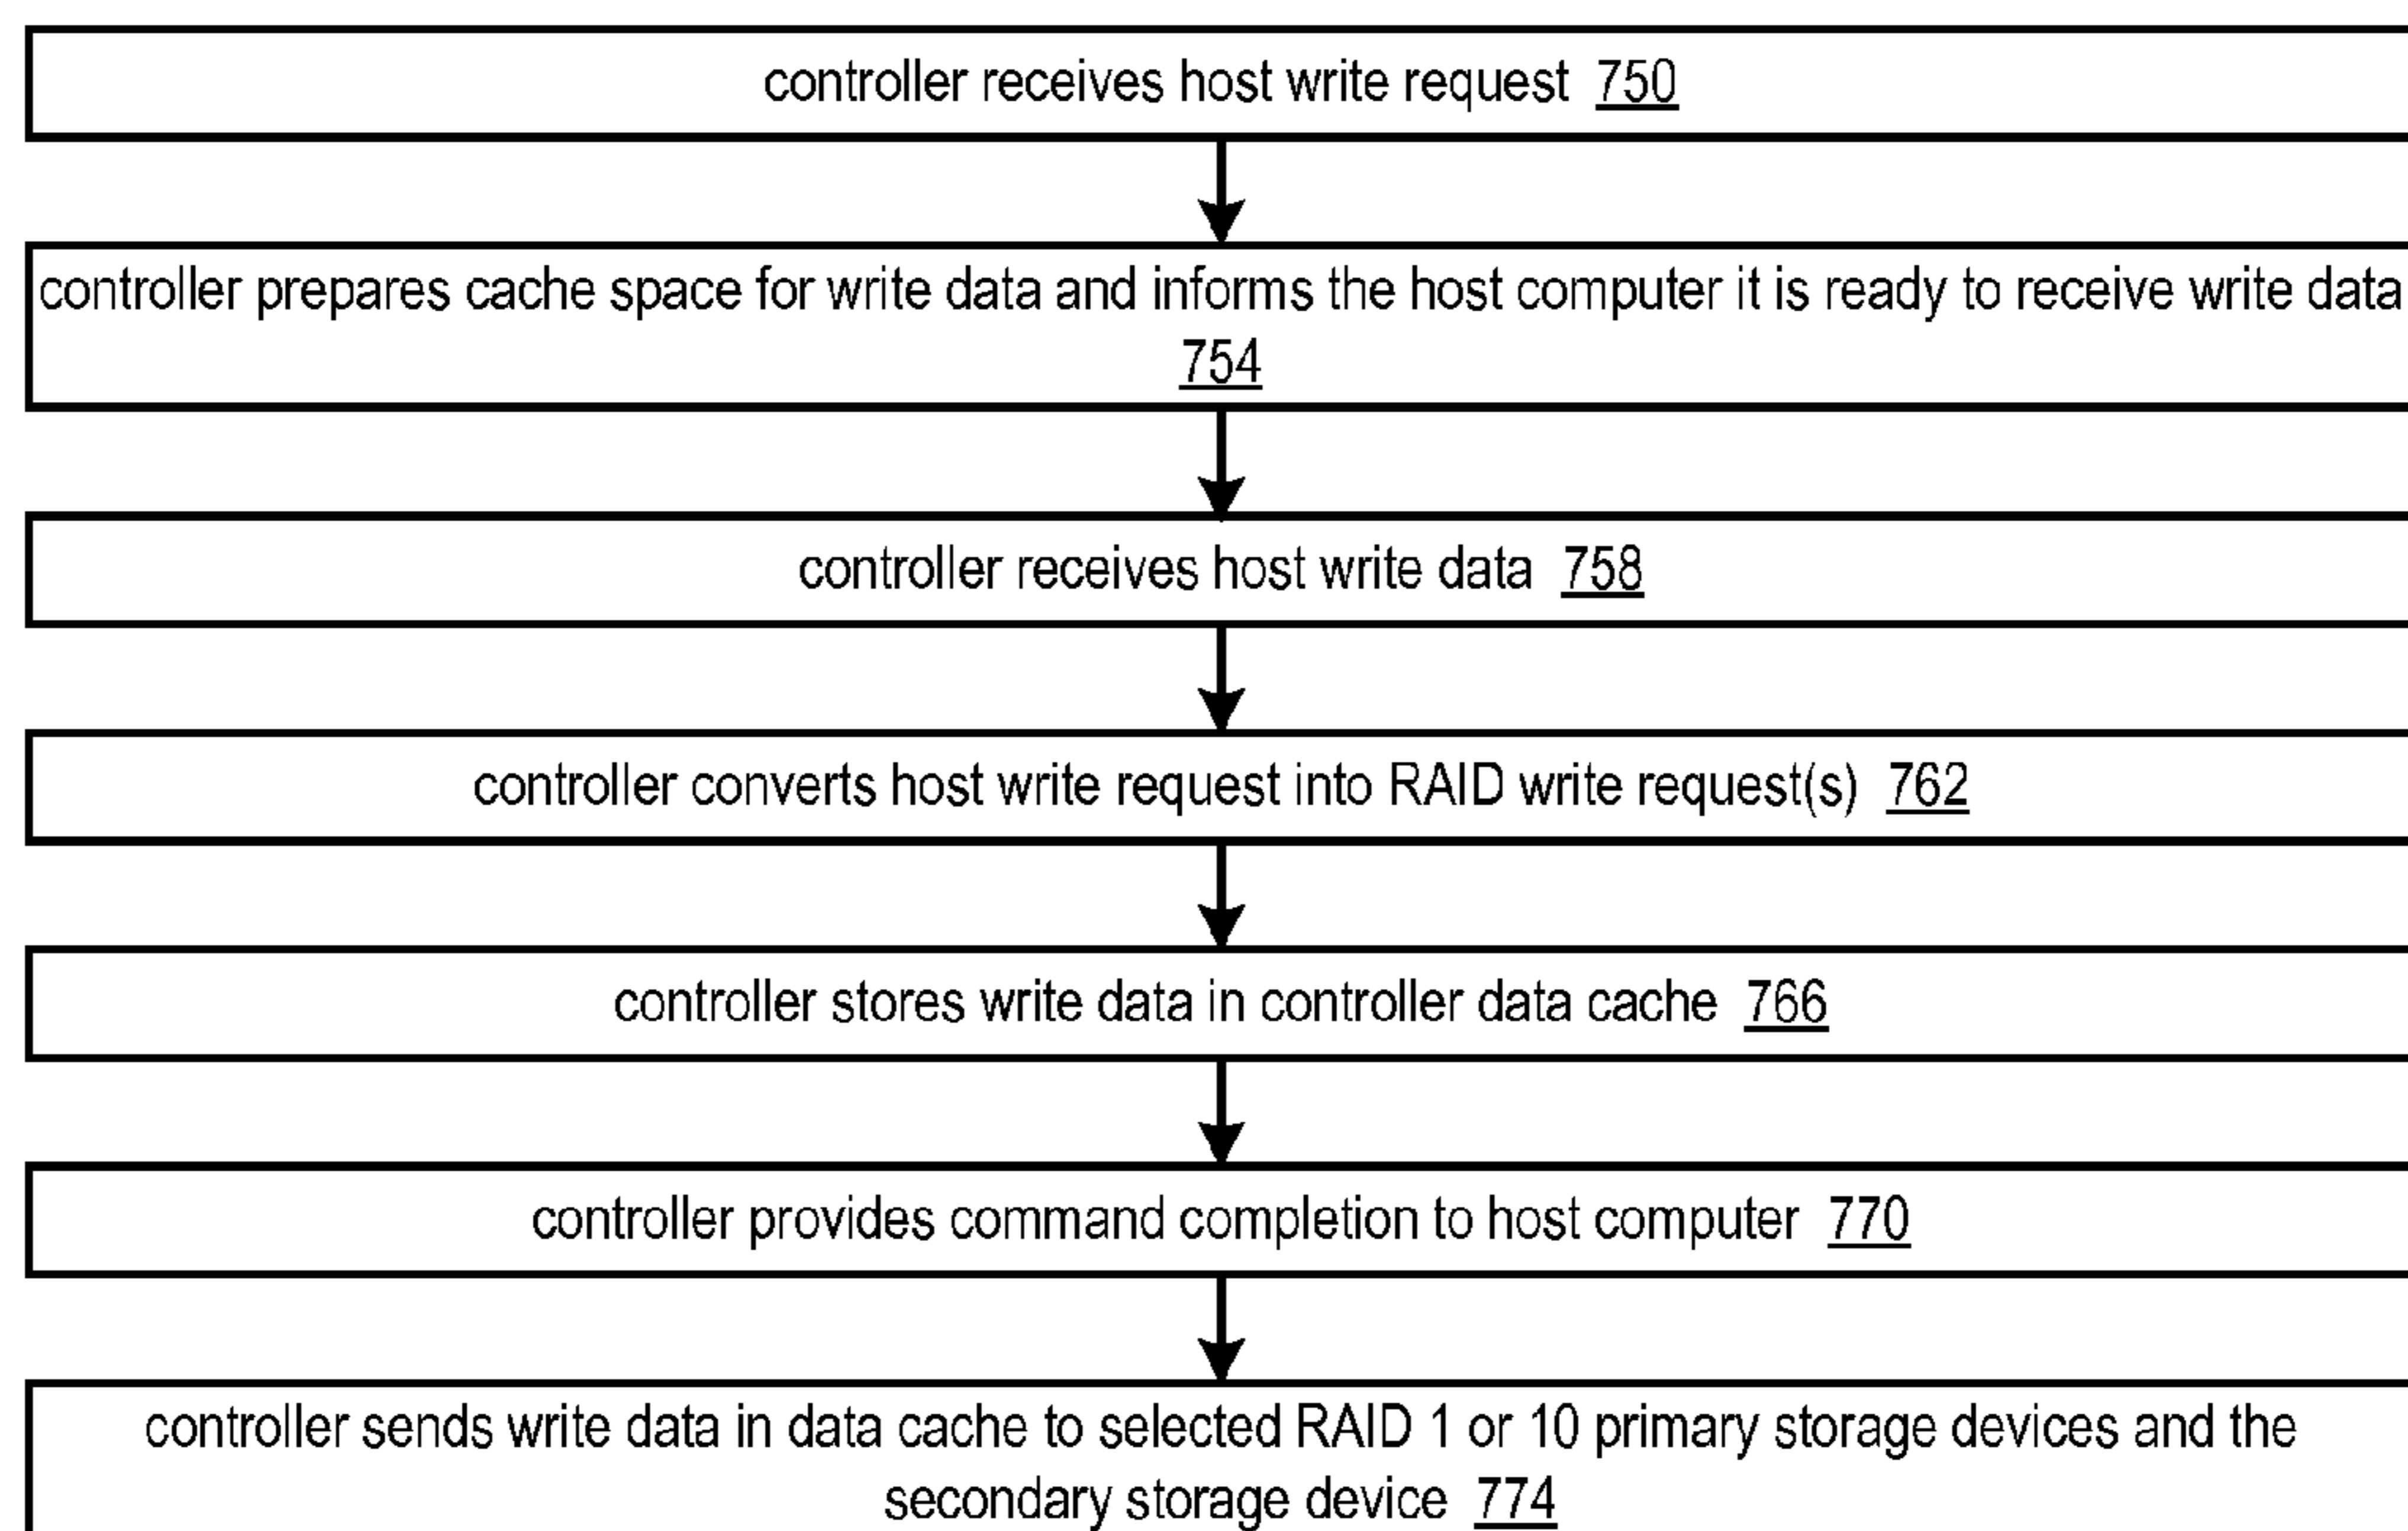 controller receives host write request 750
controller prepares cache space for write data and informs the host computer it is ready to receive write data
754
controller receives host write data 758
controller converts host write request into RAID write request(s) 762
controller stores write data in controller data cache 766
controller provides command completion to host computer 770
controller sends write data in data cache to selected RAID 1 or 10 primary storage devices and the
secondary storage device 774